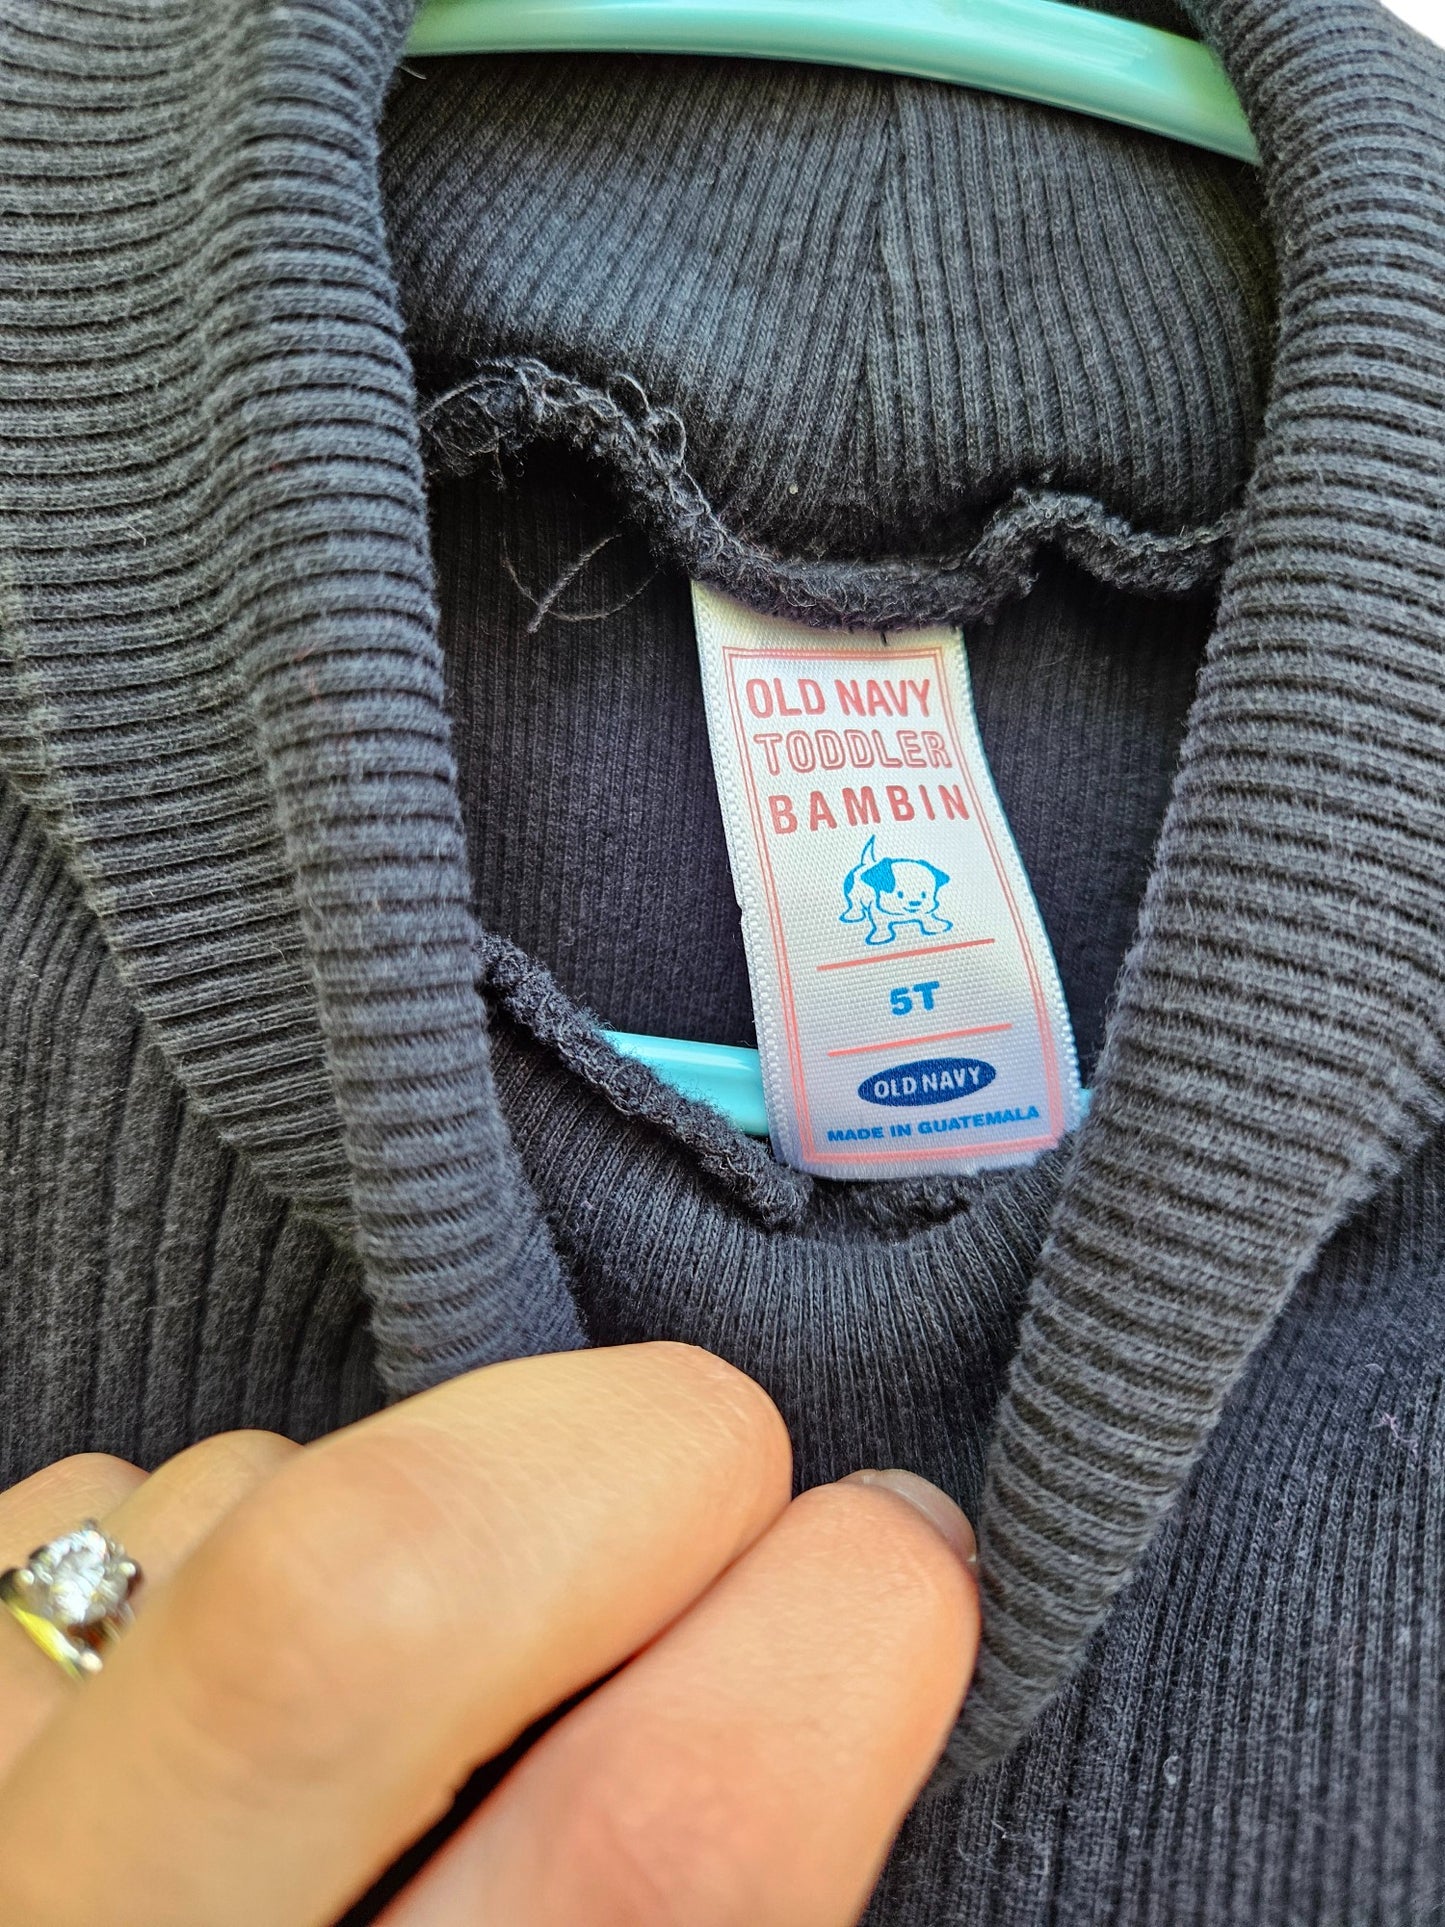 OLD NAVY
TODDLER
BAMBIN
5T
OLD NAVY
MADE IN GUATEMALA